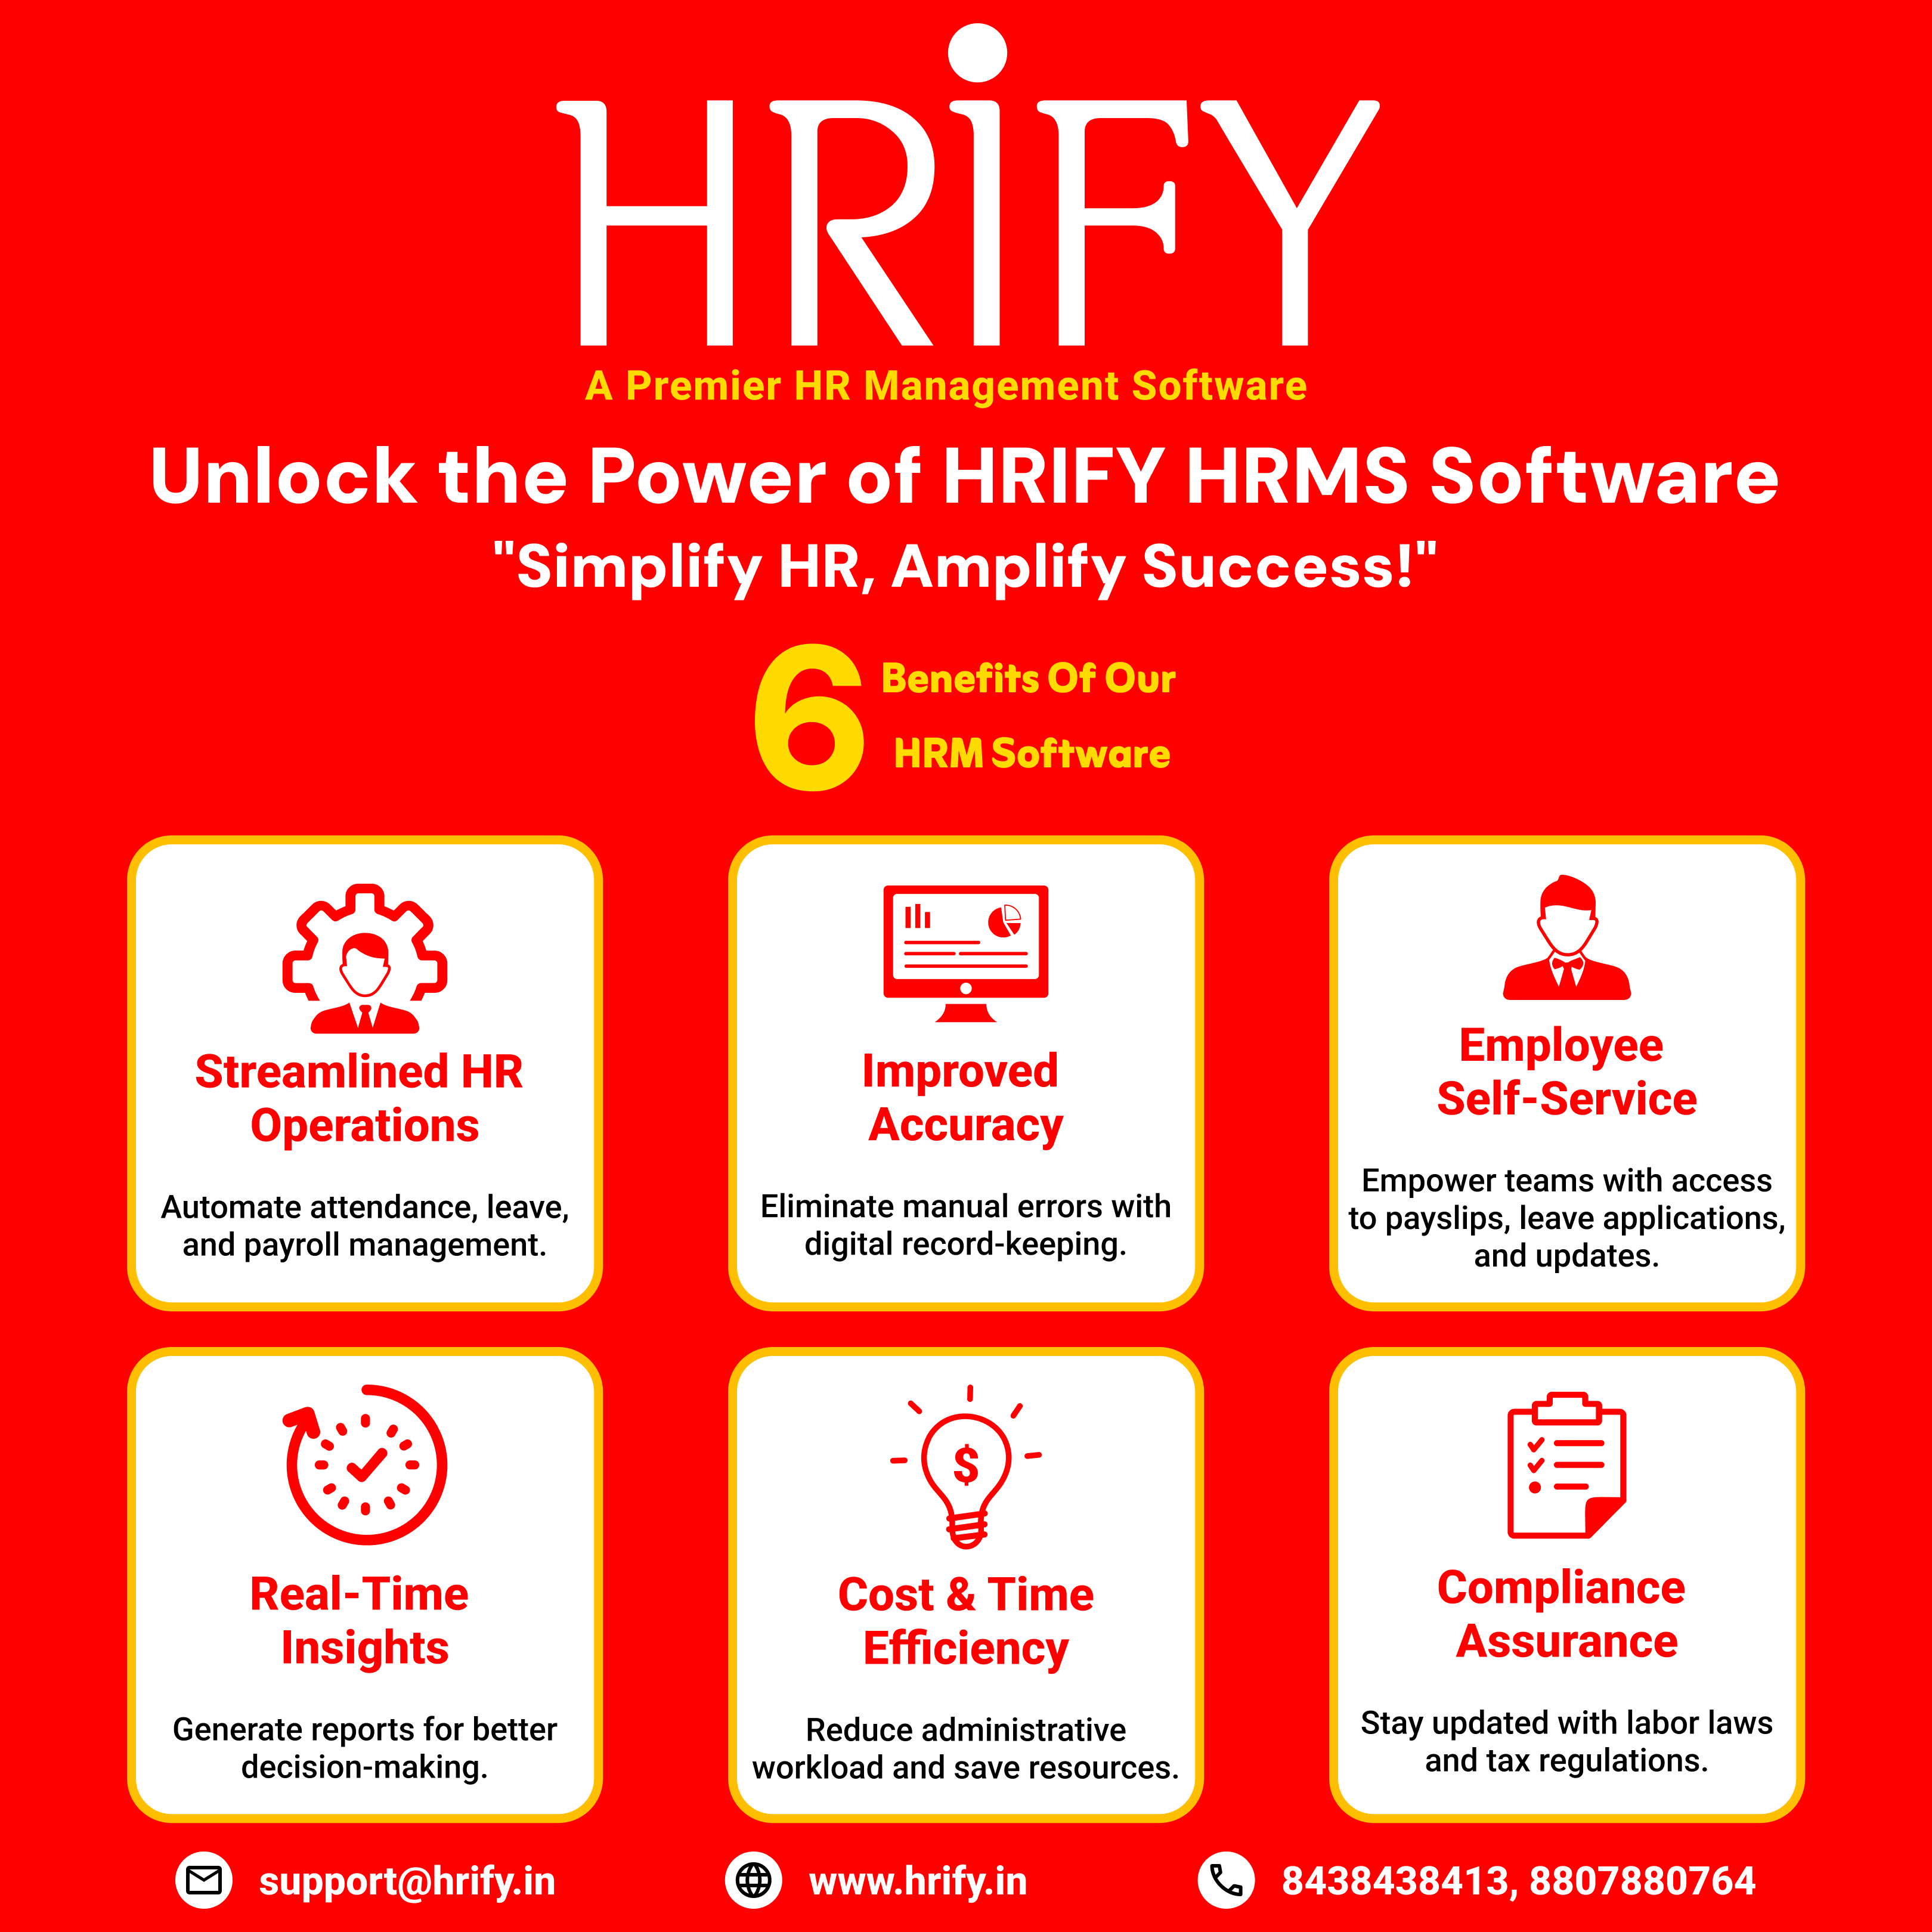 HRiFY
A Premier HR Management Software
Unlock the Power of HRIFY HRMS Software
"Simplify HR, Amplify Success!"
6
Benefits Of Our
HRM Software
Streamlined HR
Operations
Automate attendance, leave,
and payroll management.
Improved
Accuracy
Eliminate manual errors with
digital record-keeping.
Employee
Self-Service
Empower teams with access
to payslips, leave applications,
and updates.
Real-Time
Insights
Generate reports for better
decision-making.
$
Cost & Time
Efficiency
Reduce administrative
workload and save resources.
Compliance
Assurance
Stay updated with labor laws
and tax regulations.
support@hrify.in
www.hrify.in
8438438413, 8807880764